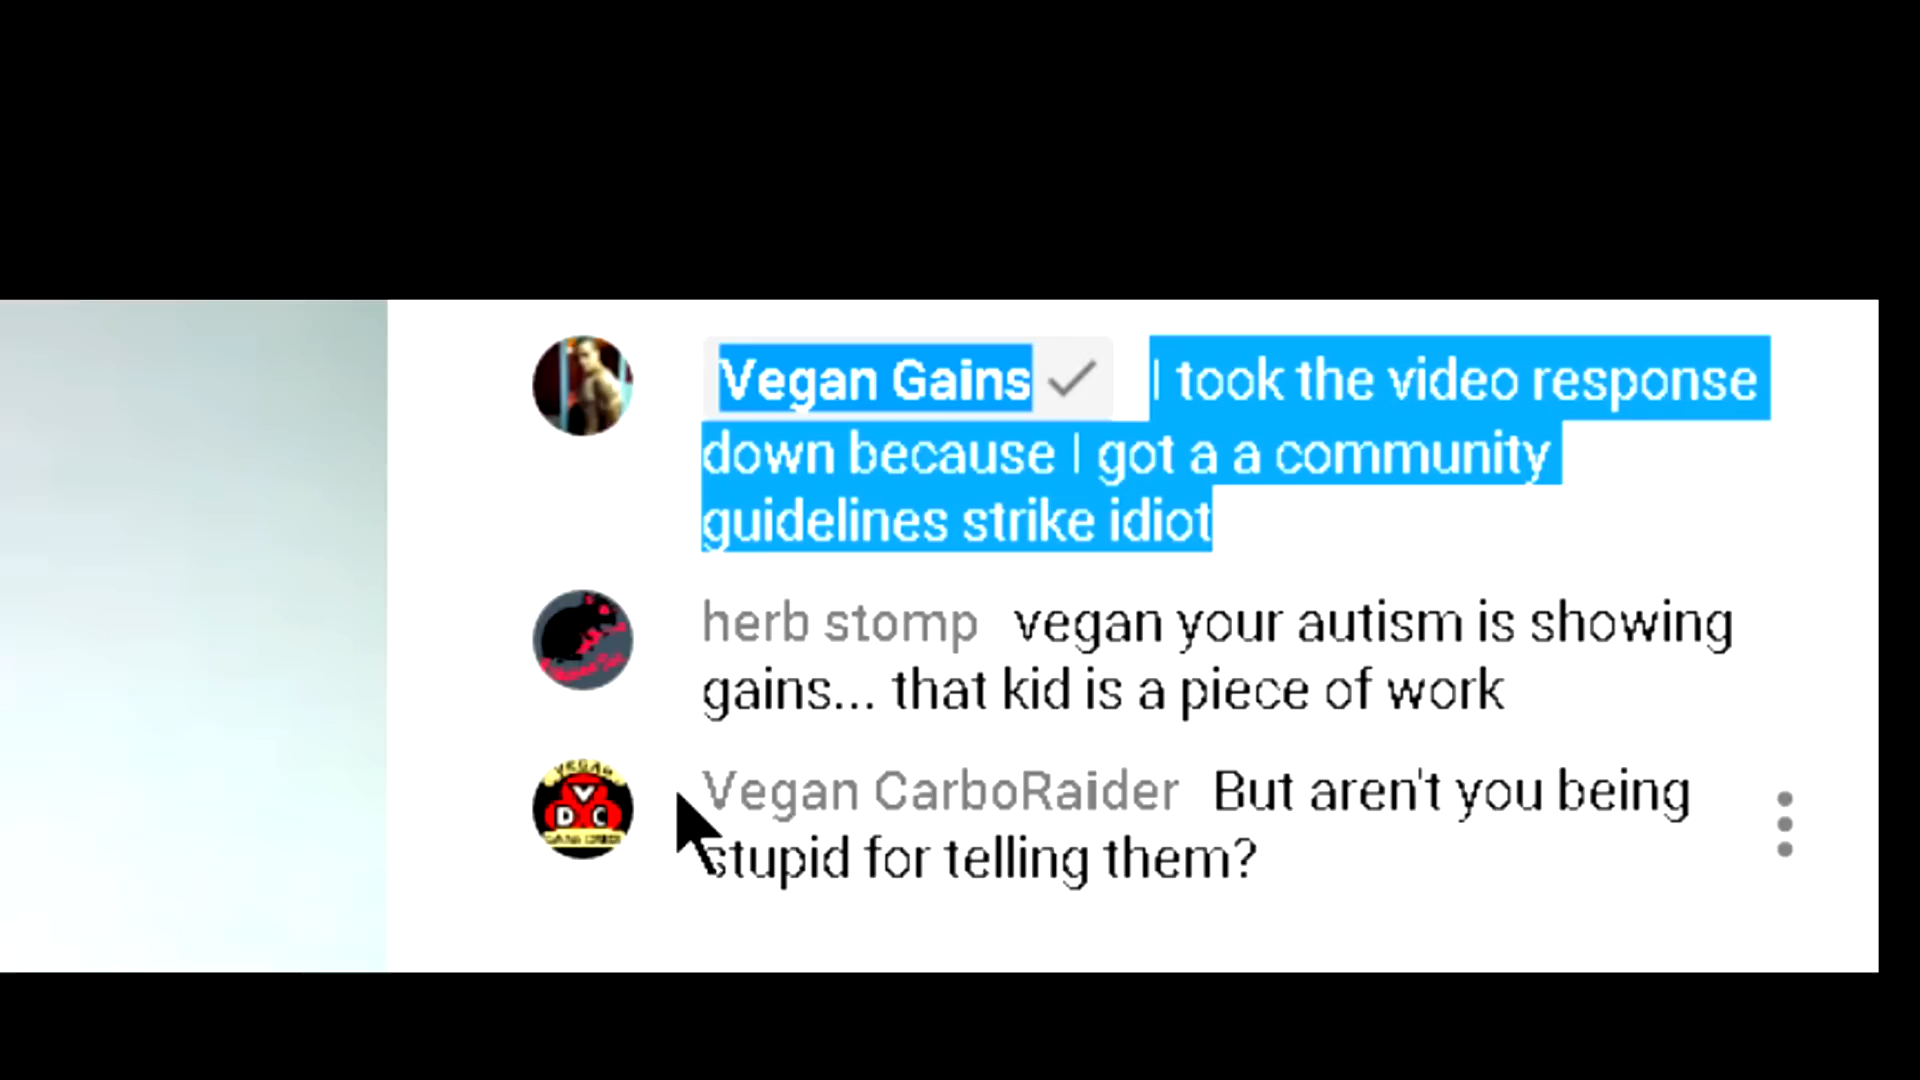 Vegan Gains I took the video response
down because I got a a community
guidelines strike idiot
herb stomp vegan your autism is showing
gains... that kid is a piece of work
VEGAN
V
D C
Vegan CarboRaider But aren't you being
stupid for telling them?